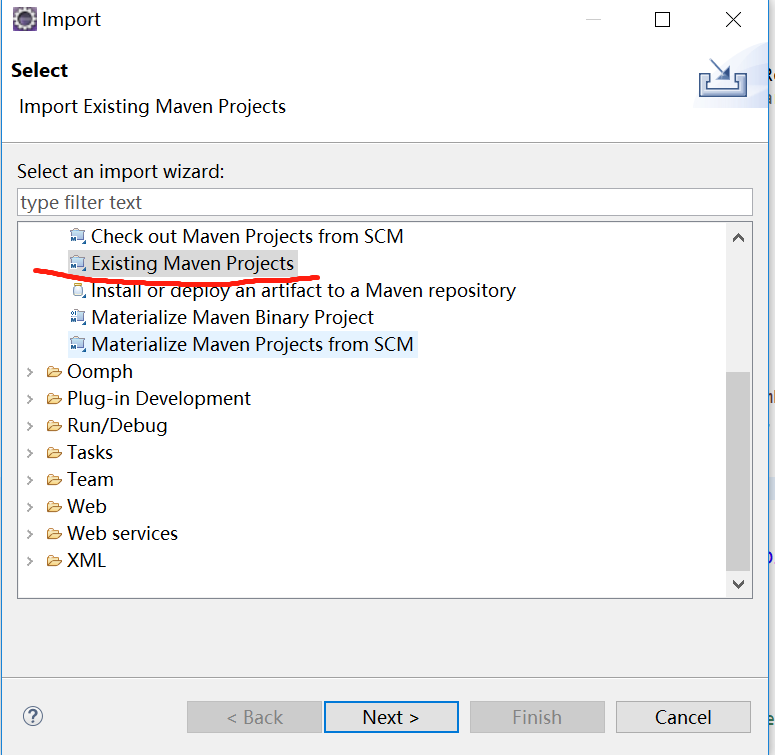 Import
Select
Import Existing Maven Projects
Select an import wizard:
type filter text
Check out Maven Projects from SCM
Existing Maven Projects
Install or deploy an artifact to a Maven repository
Materialize Maven Binary Project
Materialize Maven Projects from SCM
Oomph
Plug-in Development
Run/Debug
Tasks
Team
Web
Web services
XML
< Back Next > Finish Cancel